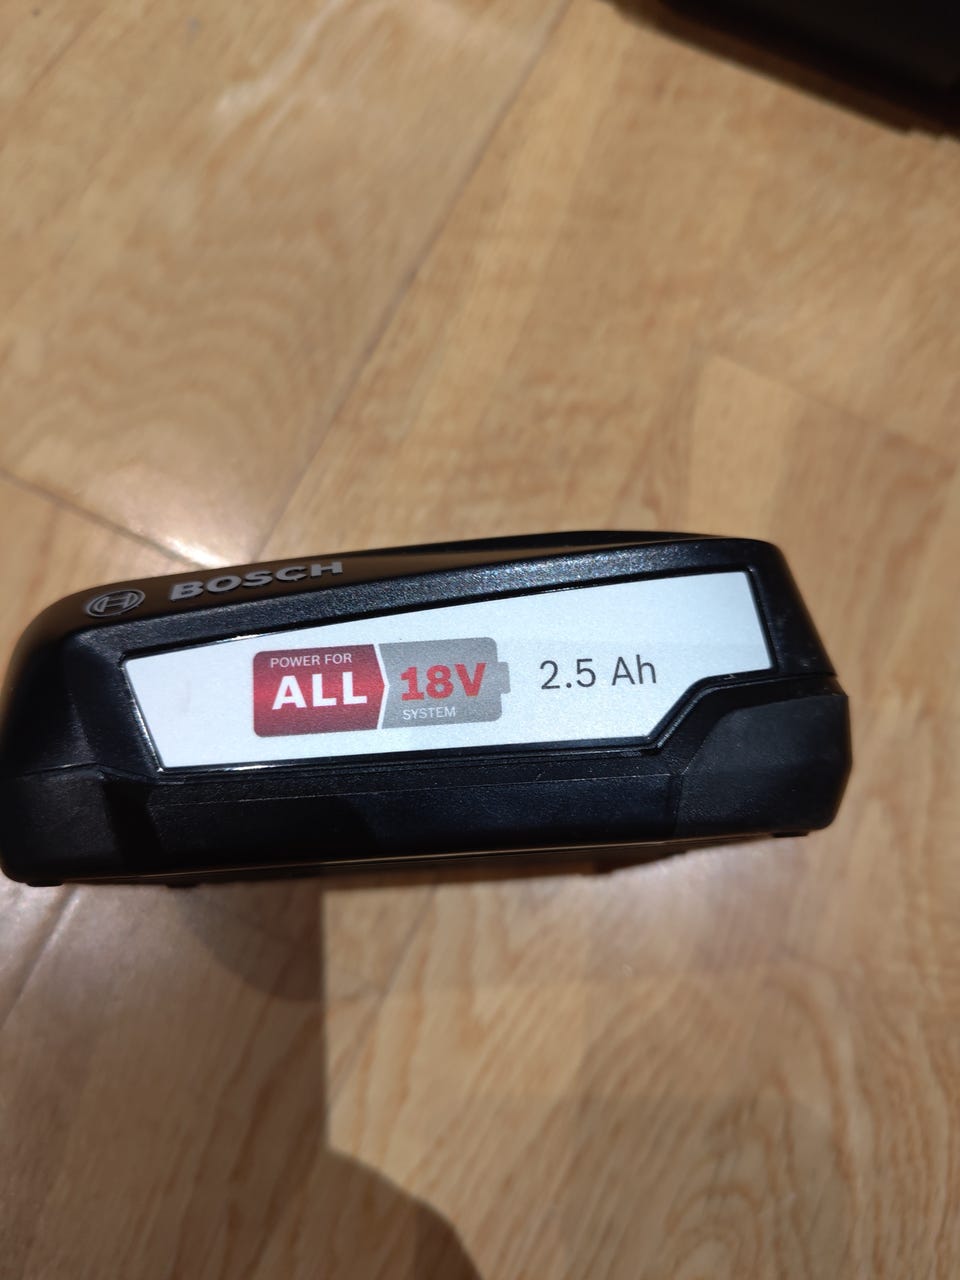 BOSCH
POWER FOR
ALL
18V
SYSTEM
2.5 Ah